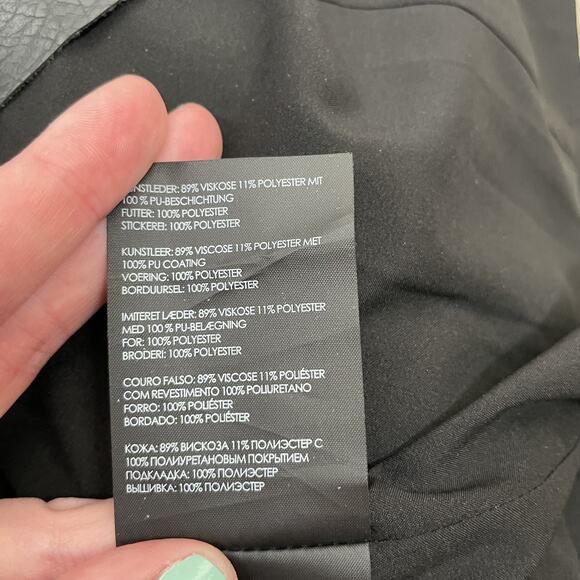 KUNSTLEDER: 89% VISKOSE 11% POLYESTER MIT
100 % PU-BESCHICHTUNG
FUTTER: 100% POLYESTER
STICKEREI: 100% POLYESTER
KUNSTLEER: 89% VISCOSE 11% POLYESTER MET
100% PU COATING
VOERING: 100% POLYESTER
BORDUURSEL: 100% POLYESTER
IMITERET LÆDER: 89% VISKOSE 11% POLYESTER
MED 100 % PU-BELÆGNING
FOR: 100% POLYESTER
BRODERI: 100% POLYESTER
COURO FALSO: 89% VISCOSE 11% POLIÉSTER
COM REVESTIMENTO 100% POLIURETANO
FORRO: 100% POLIÉSTER
BORDADO: 100% POLIÉSTER
КОЖА: 89% ВИСКОЗА 11% ПОЛИЭСТЕР С
100% ПОЛИУРЕТАНОВЫМ ПОКРЫТИЕМ
ПОДКЛАДКА: 100% ПОЛИЭСТЕР
ВЫШИВКА: 100% ПОЛИЭСТЕР